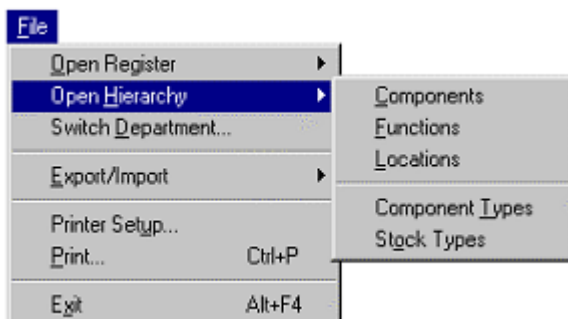 File
Open Register
Open Hierarchy
Switch Department...
Export/Import
Printer Setup...
Print... Ctrl+P
Exit Alt+F4
Components
Functions
Locations
Component Types
Stock Types